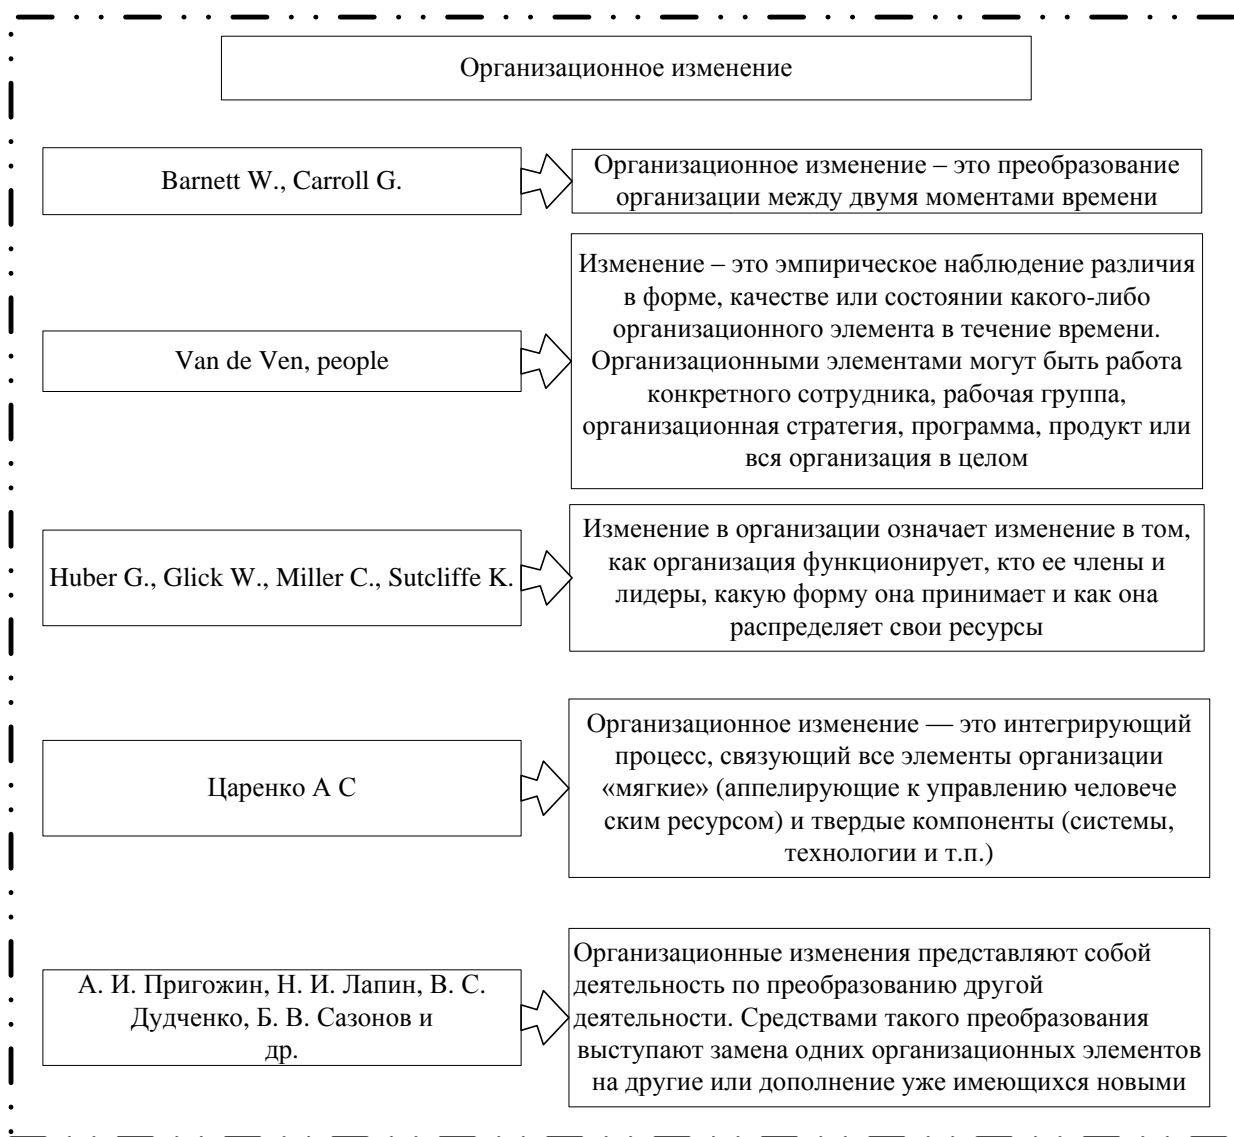 Организационное изменение
Barnett W., Carroll G.
Организационное изменение – это преобразование
организации между двумя моментами времени
Van de Ven, people
Изменение – это эмпирическое наблюдение различия
в форме, качестве или состоянии какого-либо
организационного элемента в течение времени.
Организационными элементами могут быть работа
конкретного сотрудника, рабочая группа,
организационная стратегия, программа, продукт или
вся организация в целом
Huber G., Glick W., Miller C., Sutcliffe K.
Изменение в организации означает изменение в том,
как организация функционирует, кто ее члены и
лидеры, какую форму она принимает и как она
распределяет свои ресурсы
Царенко А С
Организационное изменение — это интегрирующий
процесс, связующий все элементы организации
«мягкие» (аппелирующие к управлению человече
ским ресурсом) и твердые компоненты (системы,
технологии и т.п.)
А. И. Пригожин, Н. И. Лапин, В. С.
Дудченко, Б. В. Сазонов и
др.
Организационные изменения представляют собой
деятельность по преобразованию другой
деятельности. Средствами такого преобразования
выступают замена одних организационных элементов
на другие или дополнение уже имеющихся новыми